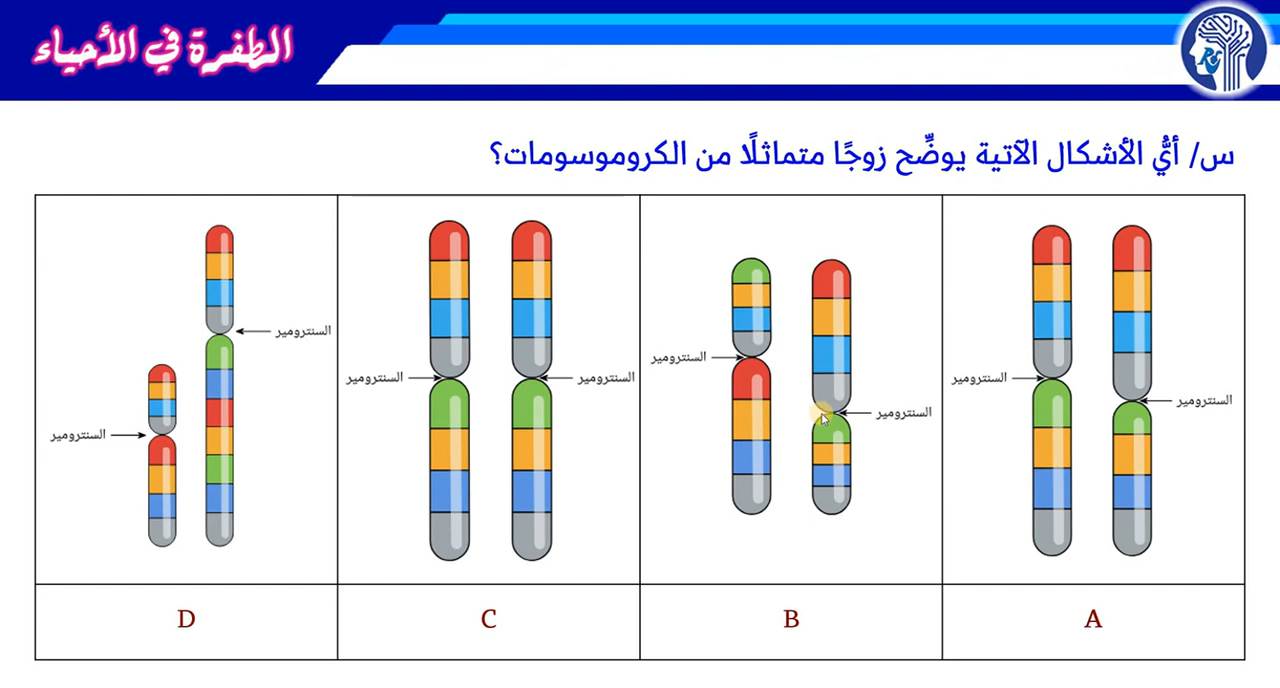 الطفرة في الأحياء
س/ أيُّ الأشكال الآتية يوضِّح زوجًا متماثلًا من الكروموسومات؟
السنترومير
السنترومير
السنترومير
السنترومير
السنترومير
السنترومير
السنترومير
السنترومير
A
B
C
D